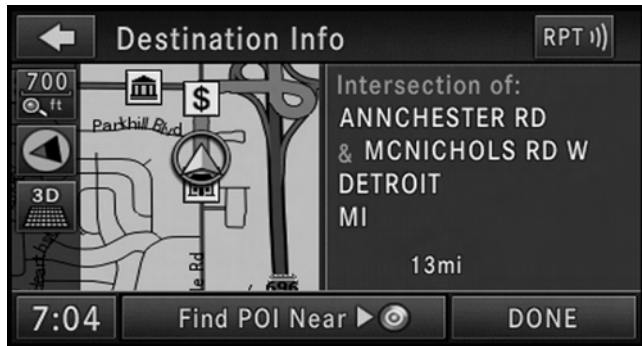 Destination Info
RPT
700
ft
Parkhill Blvd
3D
Intersection of:
ANNCHESTER RD
& MCNICHOLS RD W
DETROIT
MI
13mi
$
Rd
696
7:04
Find POI Near
DONE